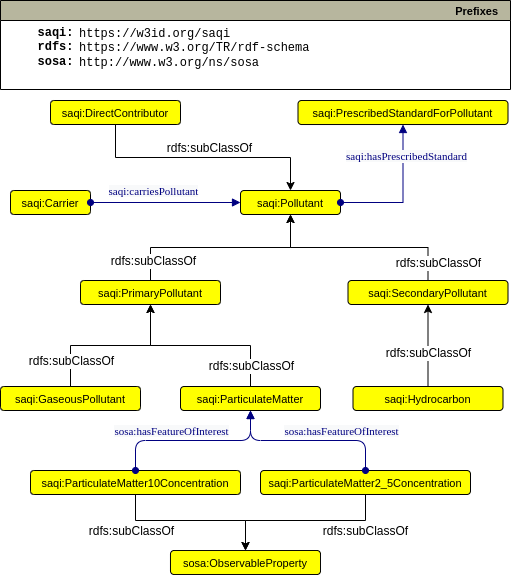 Prefixes
saqi: https://w3id.org/saqi
rdfs: https://www.w3.org/TR/rdf-schema
sosa: http://www.w3.org/ns/sosa
saqi:DirectContributor
saqi:PrescribedStandardForPollutant
rdfs:subClassOf
saqi:hasPrescribedStandard
saqi:carriesPollutant
saqi:Carrier
saqi:Pollutant
rdfs:subClassOf
rdfs:subClassOf
saqi:PrimaryPollutant
saqi:SecondaryPollutant
rdfs:subClassOf
rdfs:subClassOf
rdfs:subClassOf
saqi:GaseousPollutant
saqi:ParticulateMatter
saqi:Hydrocarbon
sosa:hasFeatureOfInterest
sosa:hasFeatureOfInterest
saqi:ParticulateMatter10Concentration
saqi:ParticulateMatter2_5Concentration
rdfs:subClassOf
rdfs:subClassOf
sosa:ObservableProperty